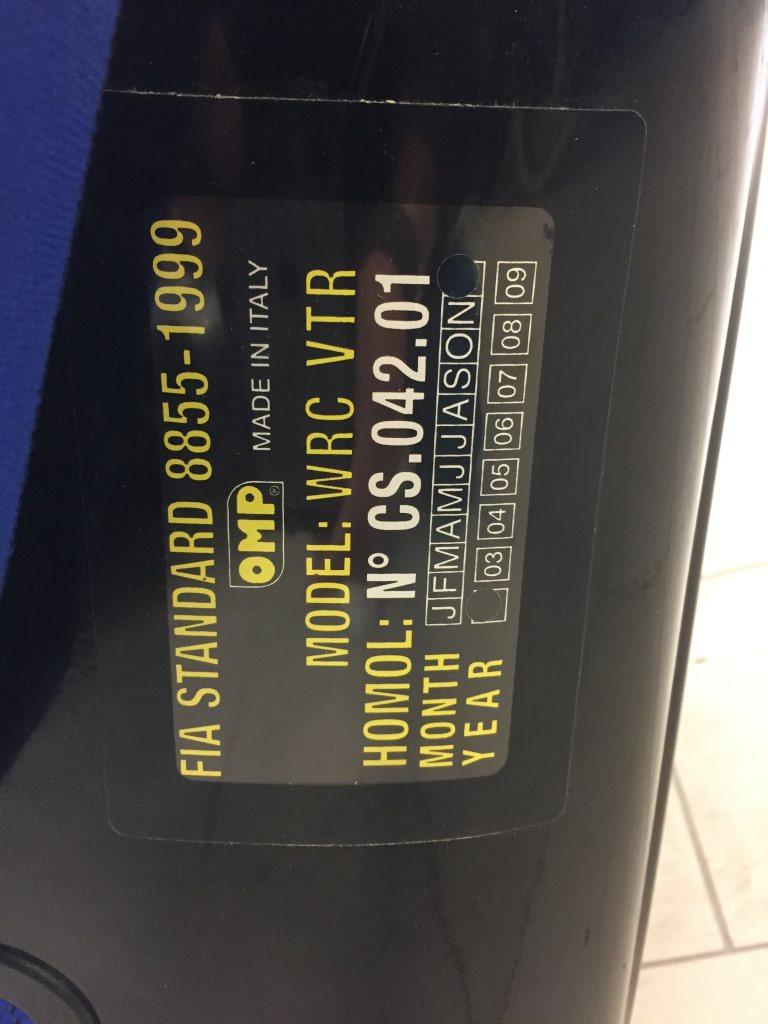 FIA STANDARD 8855-1999
OMP® MADE IN ITALY
MODEL: WRC VTR
HOMOL: Nº CS.042.01
MONTH J F M A M J J A S O N
YEAR 03 04 05 06 07 08 09